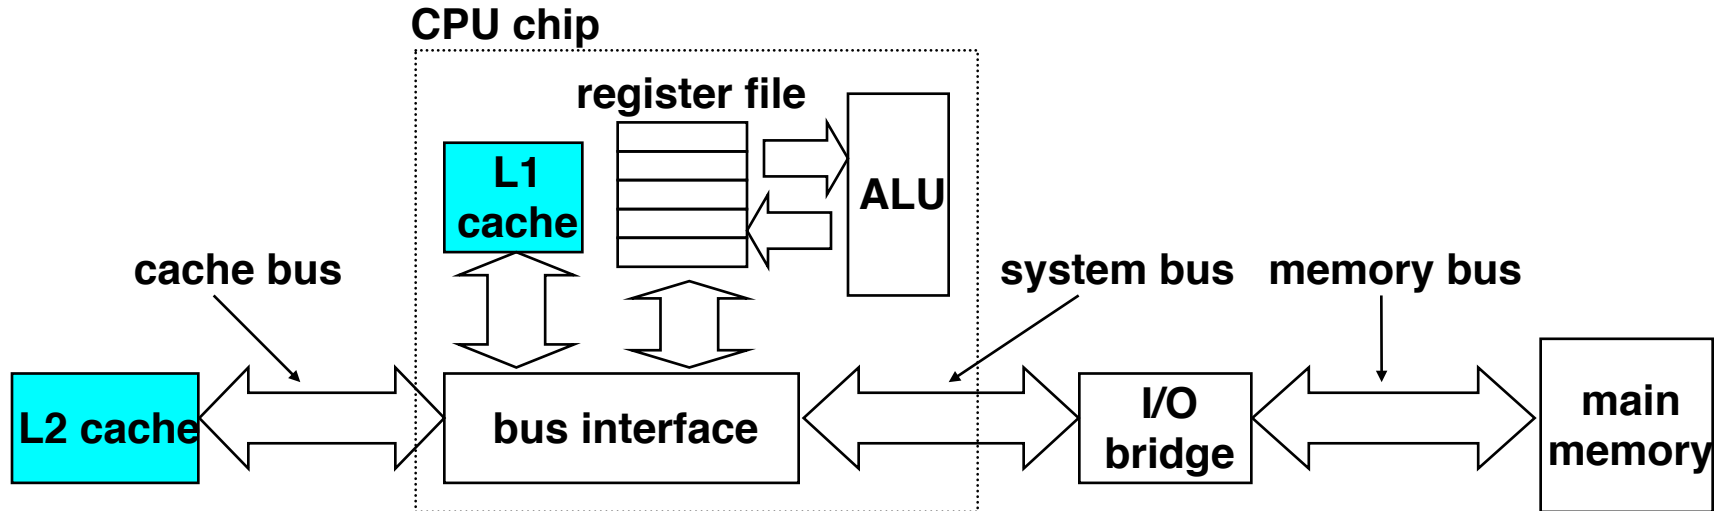 CPU chip
register file
L1
cache
ALU
cache bus
system bus
memory bus
L2 cache
bus interface
I/O
bridge
main
memory